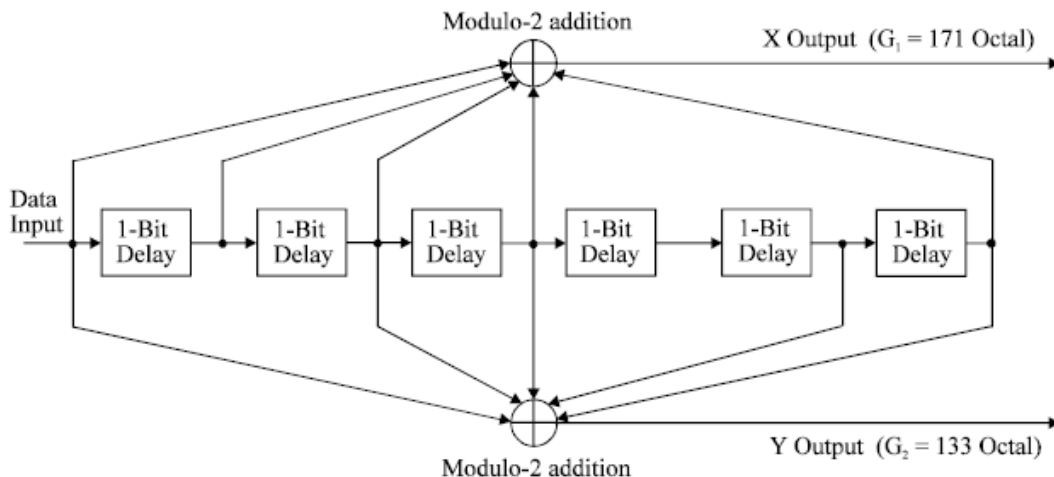 Modulo-2 addition
X Output (G₁ = 171 Octal)
Data
Input
1-Bit
Delay
1-Bit
Delay
1-Bit
Delay
1-Bit
Delay
1-Bit
Delay
1-Bit
Delay
Y Output (G₂ = 133 Octal)
Modulo-2 addition